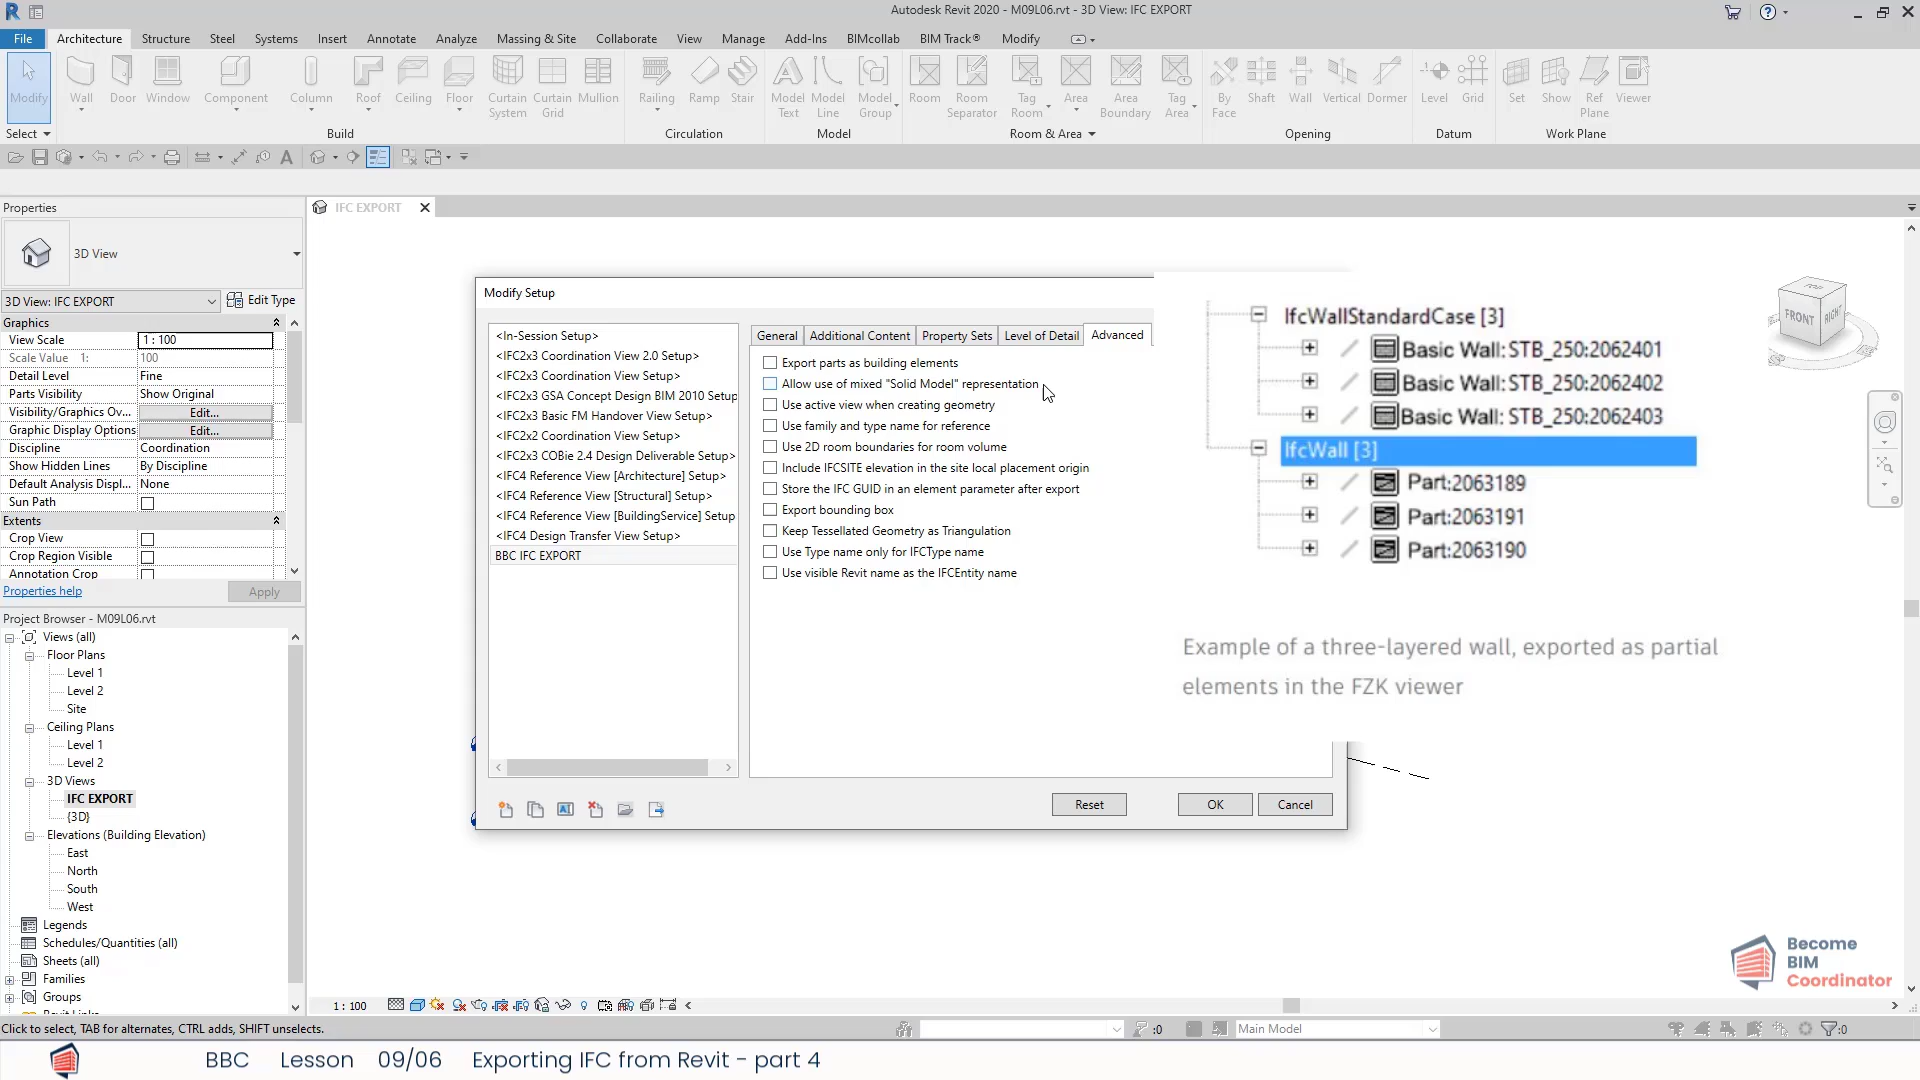 Autodesk Revit 2020 - M09L06.rvt - 3D View: IFC EXPORT
File Architecture Structure Steel Systems Insert Annotate Analyze Massing & Site Collaborate View Manage Add-Ins BIMcollab BIM Track® Modify
Modify Wall Door Window Component Column Roof Ceiling Floor Curtain System Curtain Grid Mullion Railing Ramp Stair Model Text Model Line Model Group Room Room Separator Tag Room Area Area Boundary Tag Area By Face Shaft Wall Vertical Dormer Level Grid Set Show Ref Plane Viewer
Select Build Circulation Model Room & Area Opening Datum Work Plane
Properties
IFC EXPORT
3D View
3D View: IFC EXPORT Edit Type
Graphics
View Scale 1 : 100
Scale Value 1: 100
Detail Level Fine
Parts Visibility Show Original
Visibility/Graphics Ov... Edit...
Graphic Display Options Edit...
Discipline Coordination
Show Hidden Lines By Discipline
Default Analysis Displ... None
Sun Path
Extents
Crop View
Crop Region Visible
Annotation Crop
Properties help Apply
Project Browser - M09L06.rvt
Views (all)
Floor Plans
Level 1
Level 2
Site
Ceiling Plans
Level 1
Level 2
3D Views
IFC EXPORT
{3D}
Elevations (Building Elevation)
East
North
South
West
Legends
Schedules/Quantities (all)
Sheets (all)
Families
Groups
Modify Setup
<In-Session Setup>
<IFC2x3 Coordination View 2.0 Setup>
<IFC2x3 Coordination View Setup>
<IFC2x3 GSA Concept Design BIM 2010 Setup
<IFC2x3 Basic FM Handover View Setup>
<IFC2x2 Coordination View Setup>
<IFC2x3 COBie 2.4 Design Deliverable Setup>
<IFC4 Reference View [Architecture] Setup>
<IFC4 Reference View [Structural] Setup>
<IFC4 Reference View [BuildingService] Setup
<IFC4 Design Transfer View Setup>
BBC IFC EXPORT
General Additional Content Property Sets Level of Detail Advanced
Export parts as building elements
Allow use of mixed "Solid Model" representation
Use active view when creating geometry
Use family and type name for reference
Use 2D room boundaries for room volume
Include IFCSITE elevation in the site local placement origin
Store the IFC GUID in an element parameter after export
Export bounding box
Keep Tessellated Geometry as Triangulation
Use Type name only for IFCType name
Use visible Revit name as the IFCEntity name
Reset OK Cancel
IfcWallStandardCase [3]
Basic Wall: STB_250:2062401
Basic Wall: STB_250:2062402
Basic Wall: STB_250:2062403
IfcWall [3]
Part:2063189
Part:2063191
Part:2063190
Example of a three-layered wall, exported as partial
elements in the FZK viewer
TOP
FRONT RIGHT
Become
BIM
Coordinator
1 : 100
Click to select, TAB for alternates, CTRL adds, SHIFT unselects. :0 Main Model :0
BBC Lesson 09/06 Exporting IFC from Revit - part 4